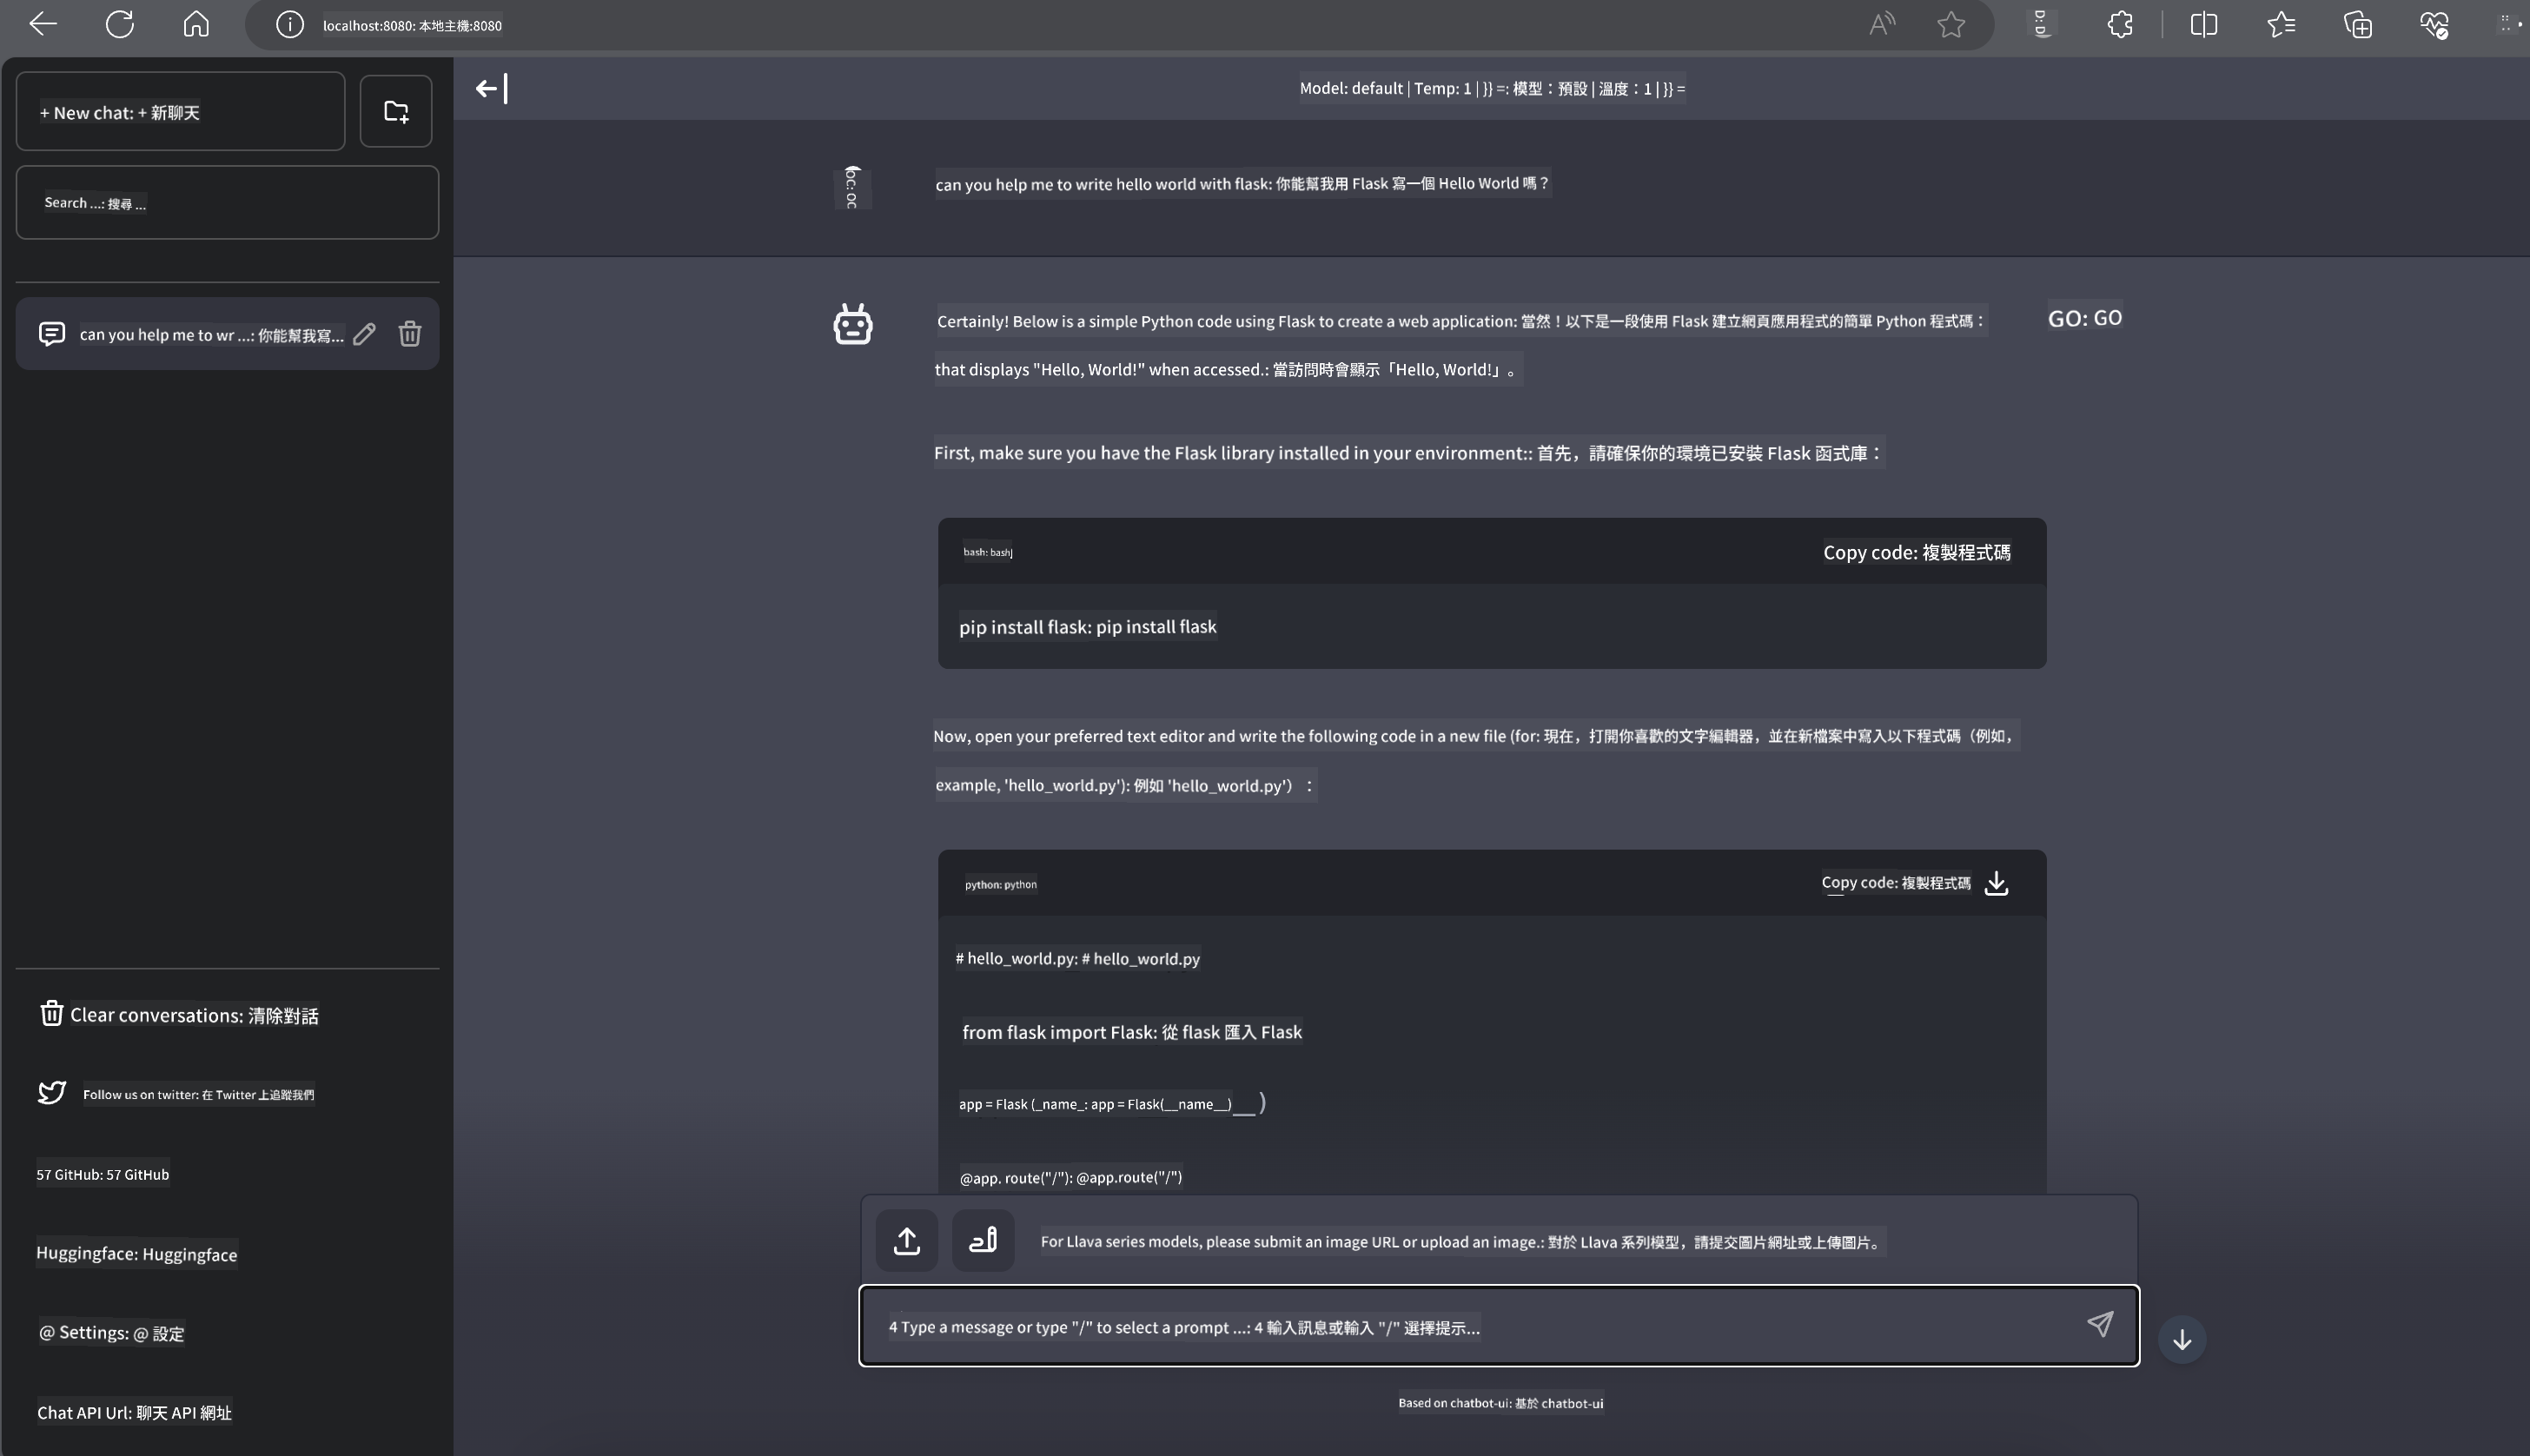 localhost:8080: 本地主機:8080
+ New chat: + 新聊天
Search ...: 搜尋 ...
can you help me to wr ...: 你能幫我寫...
Clear conversations: 清除對話
Follow us on twitter: 在 Twitter 上追蹤我們
57 GitHub: 57 GitHub
Huggingface: Huggingface
@ Settings: @ 設定
Chat API Url: 聊天 API 網址
Model: default | Temp: 1 | }} =: 模型：預設 | 溫度：1 | }} =
oc: oc
can you help me to write hello world with flask: 你能幫我用 Flask 寫一個 Hello World 嗎？
Certainly! Below is a simple Python code using Flask to create a web application: 當然！以下是一段使用 Flask 建立網頁應用程式的簡單 Python 程式碼：
GO: GO
that displays "Hello, World!" when accessed.: 當訪問時會顯示「Hello, World!」。
First, make sure you have the Flask library installed in your environment:: 首先，請確保你的環境已安裝 Flask 函式庫：
bash: bash
Copy code: 複製程式碼
pip install flask: pip install flask
Now, open your preferred text editor and write the following code in a new file (for: 現在，打開你喜歡的文字編輯器，並在新檔案中寫入以下程式碼（例如，
example, 'hello_world.py'): 例如 'hello_world.py'）：
python: python
Copy code: 複製程式碼
# hello_world.py: # hello_world.py
from flask import Flask: 從 flask 匯入 Flask
app = Flask (_name_: app = Flask(__name__)__ )
@app. route("/"): @app.route("/")
For Llava series models, please submit an image URL or upload an image.: 對於 Llava 系列模型，請提交圖片網址或上傳圖片。
4 Type a message or type "/" to select a prompt ...: 4 輸入訊息或輸入 "/" 選擇提示...
Based on chatbot-ui: 基於 chatbot-ui